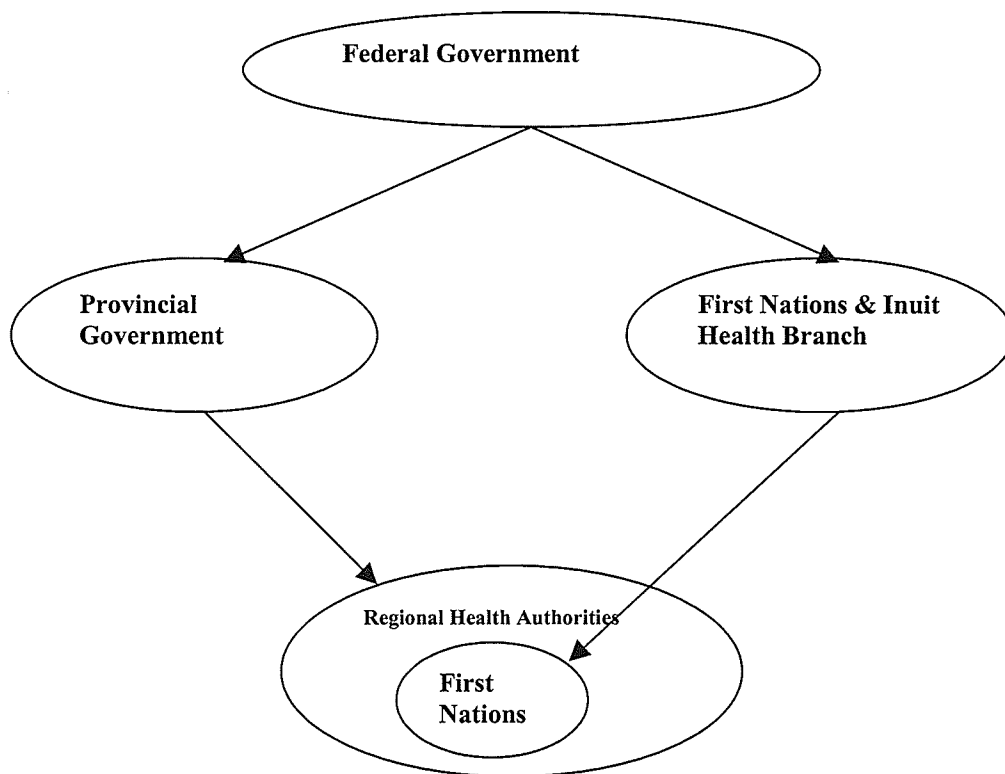 Federal Government
Provincial
Government
First Nations & Inuit
Health Branch
Regional Health Authorities
First
Nations